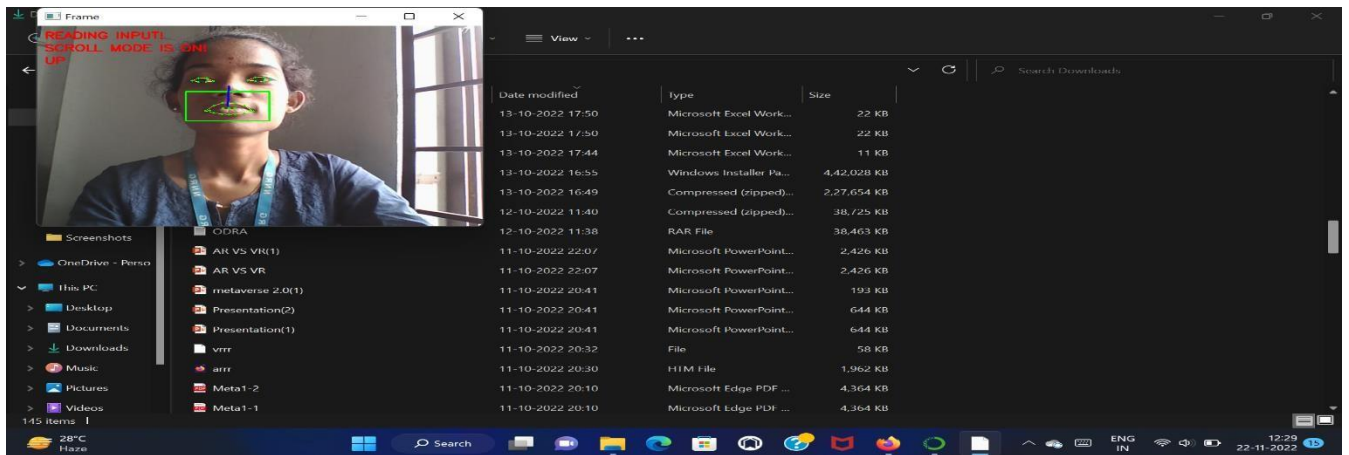 Frame
READING INPUT!
SCROLL MODE IS ON!
UP
View
Search Downloads
Date modified Type Size
13-10-2022 17:50 Microsoft Excel Work... 22 KB
13-10-2022 17:50 Microsoft Excel Work... 22 KB
13-10-2022 17:44 Microsoft Excel Work... 11 KB
13-10-2022 16:55 Windows Installer Pa... 4,42,028 KB
13-10-2022 16:49 Compressed (zipped)... 2,27,654 KB
12-10-2022 11:40 Compressed (zipped)... 38,725 KB
Screenshots
ODRA 12-10-2022 11:38 RAR File 38,463 KB
AR VS VR(1) 11-10-2022 22:07 Microsoft PowerPoint... 2,426 KB
OneDrive - Perso
AR VS VR 11-10-2022 22:07 Microsoft PowerPoint... 2,426 KB
This PC metaverse 2.0(1) 11-10-2022 20:41 Microsoft PowerPoint... 193 KB
Desktop Presentation(2) 11-10-2022 20:41 Microsoft PowerPoint... 644 KB
Documents Presentation(1) 11-10-2022 20:41 Microsoft PowerPoint... 644 KB
Downloads vrrr 11-10-2022 20:32 File 58 KB
Music arrr 11-10-2022 20:30 HTM File 1,962 KB
Pictures Meta1-2 11-10-2022 20:10 Microsoft Edge PDF ... 4,364 KB
Videos Meta1-1 11-10-2022 20:10 Microsoft Edge PDF ... 4,364 KB
145 items
28°C
Haze
Search
ENG
IN
12:29
22-11-2022
15